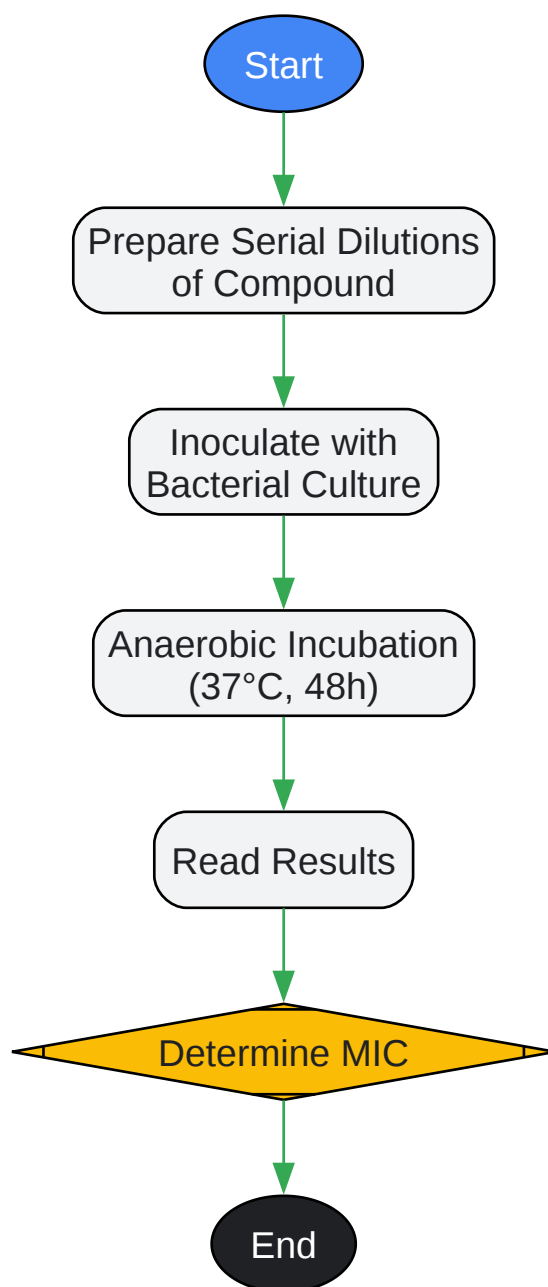 Start
Prepare Serial Dilutions
of Compound
Inoculate with
Bacterial Culture
Anaerobic Incubation
(37°C, 48h)
Read Results
Determine MIC
End